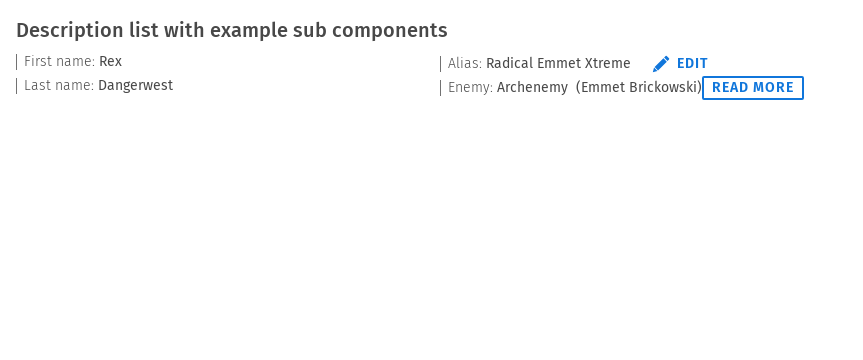 Description list with example sub components
First name: Rex
Last name: Dangerwest
Alias: Radical Emmet Xtreme EDIT
Enemy: Archenemy (Emmet Brickowski) READ MORE